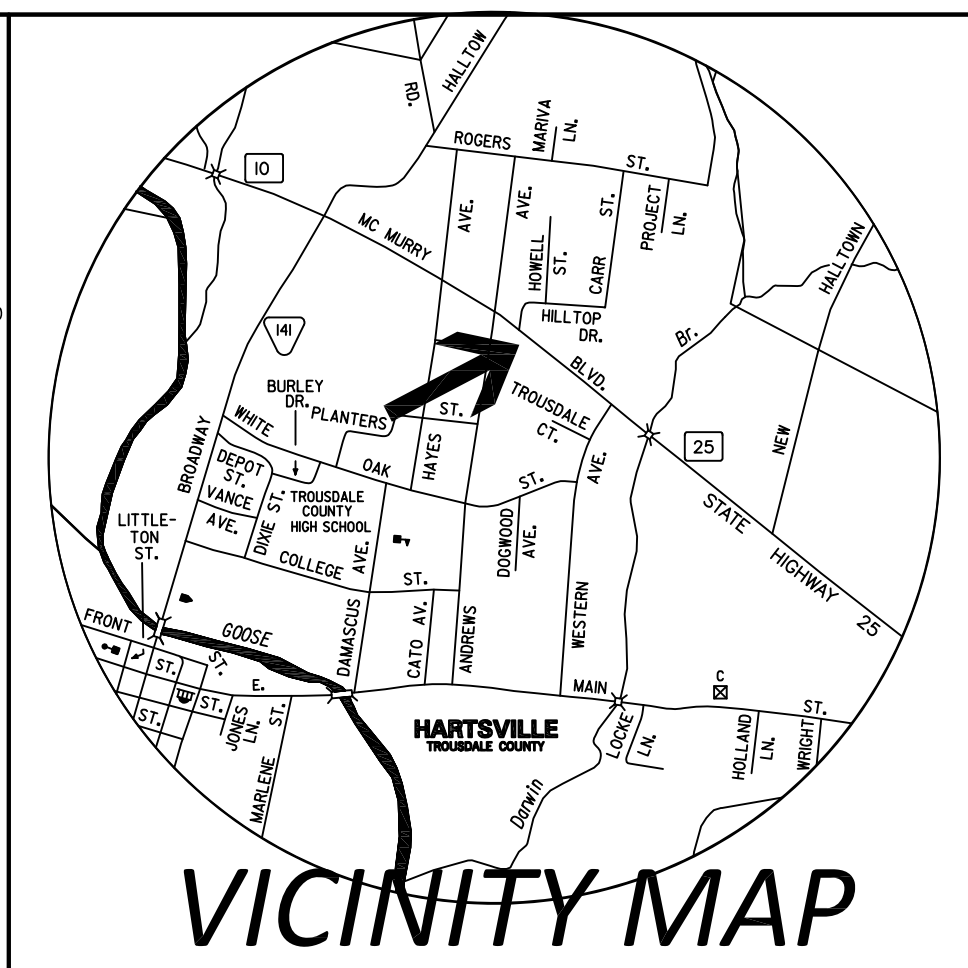 HALLTOW
RD.
MARIVA
LN.
ROGERS
ST.
10
AVE.
AVE.
ST.
PROJECT
LN.
MC MURRY
HOWELL
ST.
CARR
HALLTOWN
HILLTOP
DR.
141
Br.
BLVD.
BURLEY
DR.
PLANTERS
ST.
TROUSDALE
CT.
WHITE
BROADWAY
HAYES
25
NEW
OAK
DEPOT
ST.
VANCE
AVE.
DIXIE ST.
TROUSDALE
COUNTY
HIGH SCHOOL
ST.
AVE.
LITTLE-
TON
ST.
DOGWOOD
AVE.
STATE
HIGHWAY
25
COLLEGE
AVE.
ST.
FRONT
GOOSE
DAMASCUS
CATO AV.
ANDREWS
WESTERN
ST.
ST.
E.
MAIN
C
ST.
ST.
ST.
JONES
LN.
ST.
MARLENE
HARTSVILLE
TROUSDALE COUNTY
LOCKE
LN.
HOLLAND
LN.
WRIGHT
Darwin
VICINITY MAP